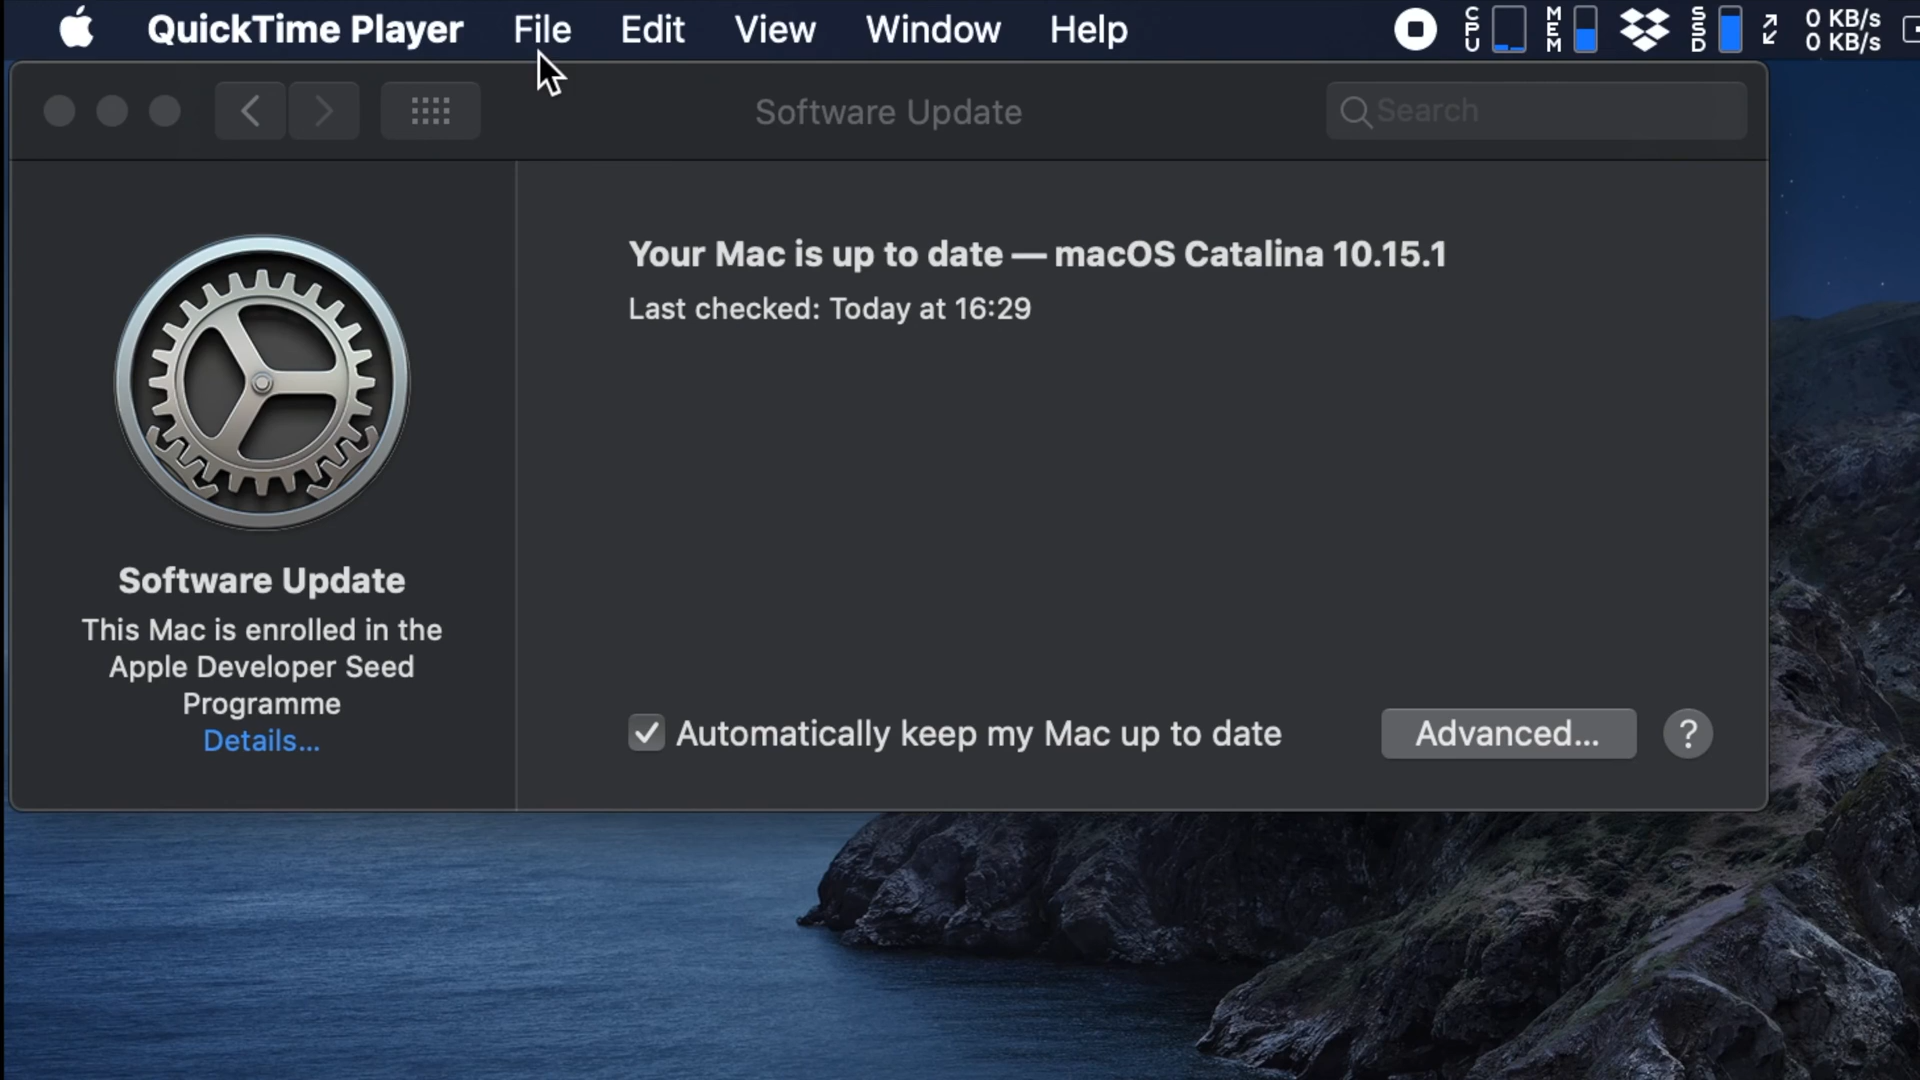 QuickTime Player File Edit View Window Help CPU MEM SSD 0 KB/s
0 KB/s
Software Update Search
Your Mac is up to date — macOS Catalina 10.15.1
Last checked: Today at 16:29
Software Update
This Mac is enrolled in the
Apple Developer Seed
Programme
Details...
Automatically keep my Mac up to date Advanced... ?